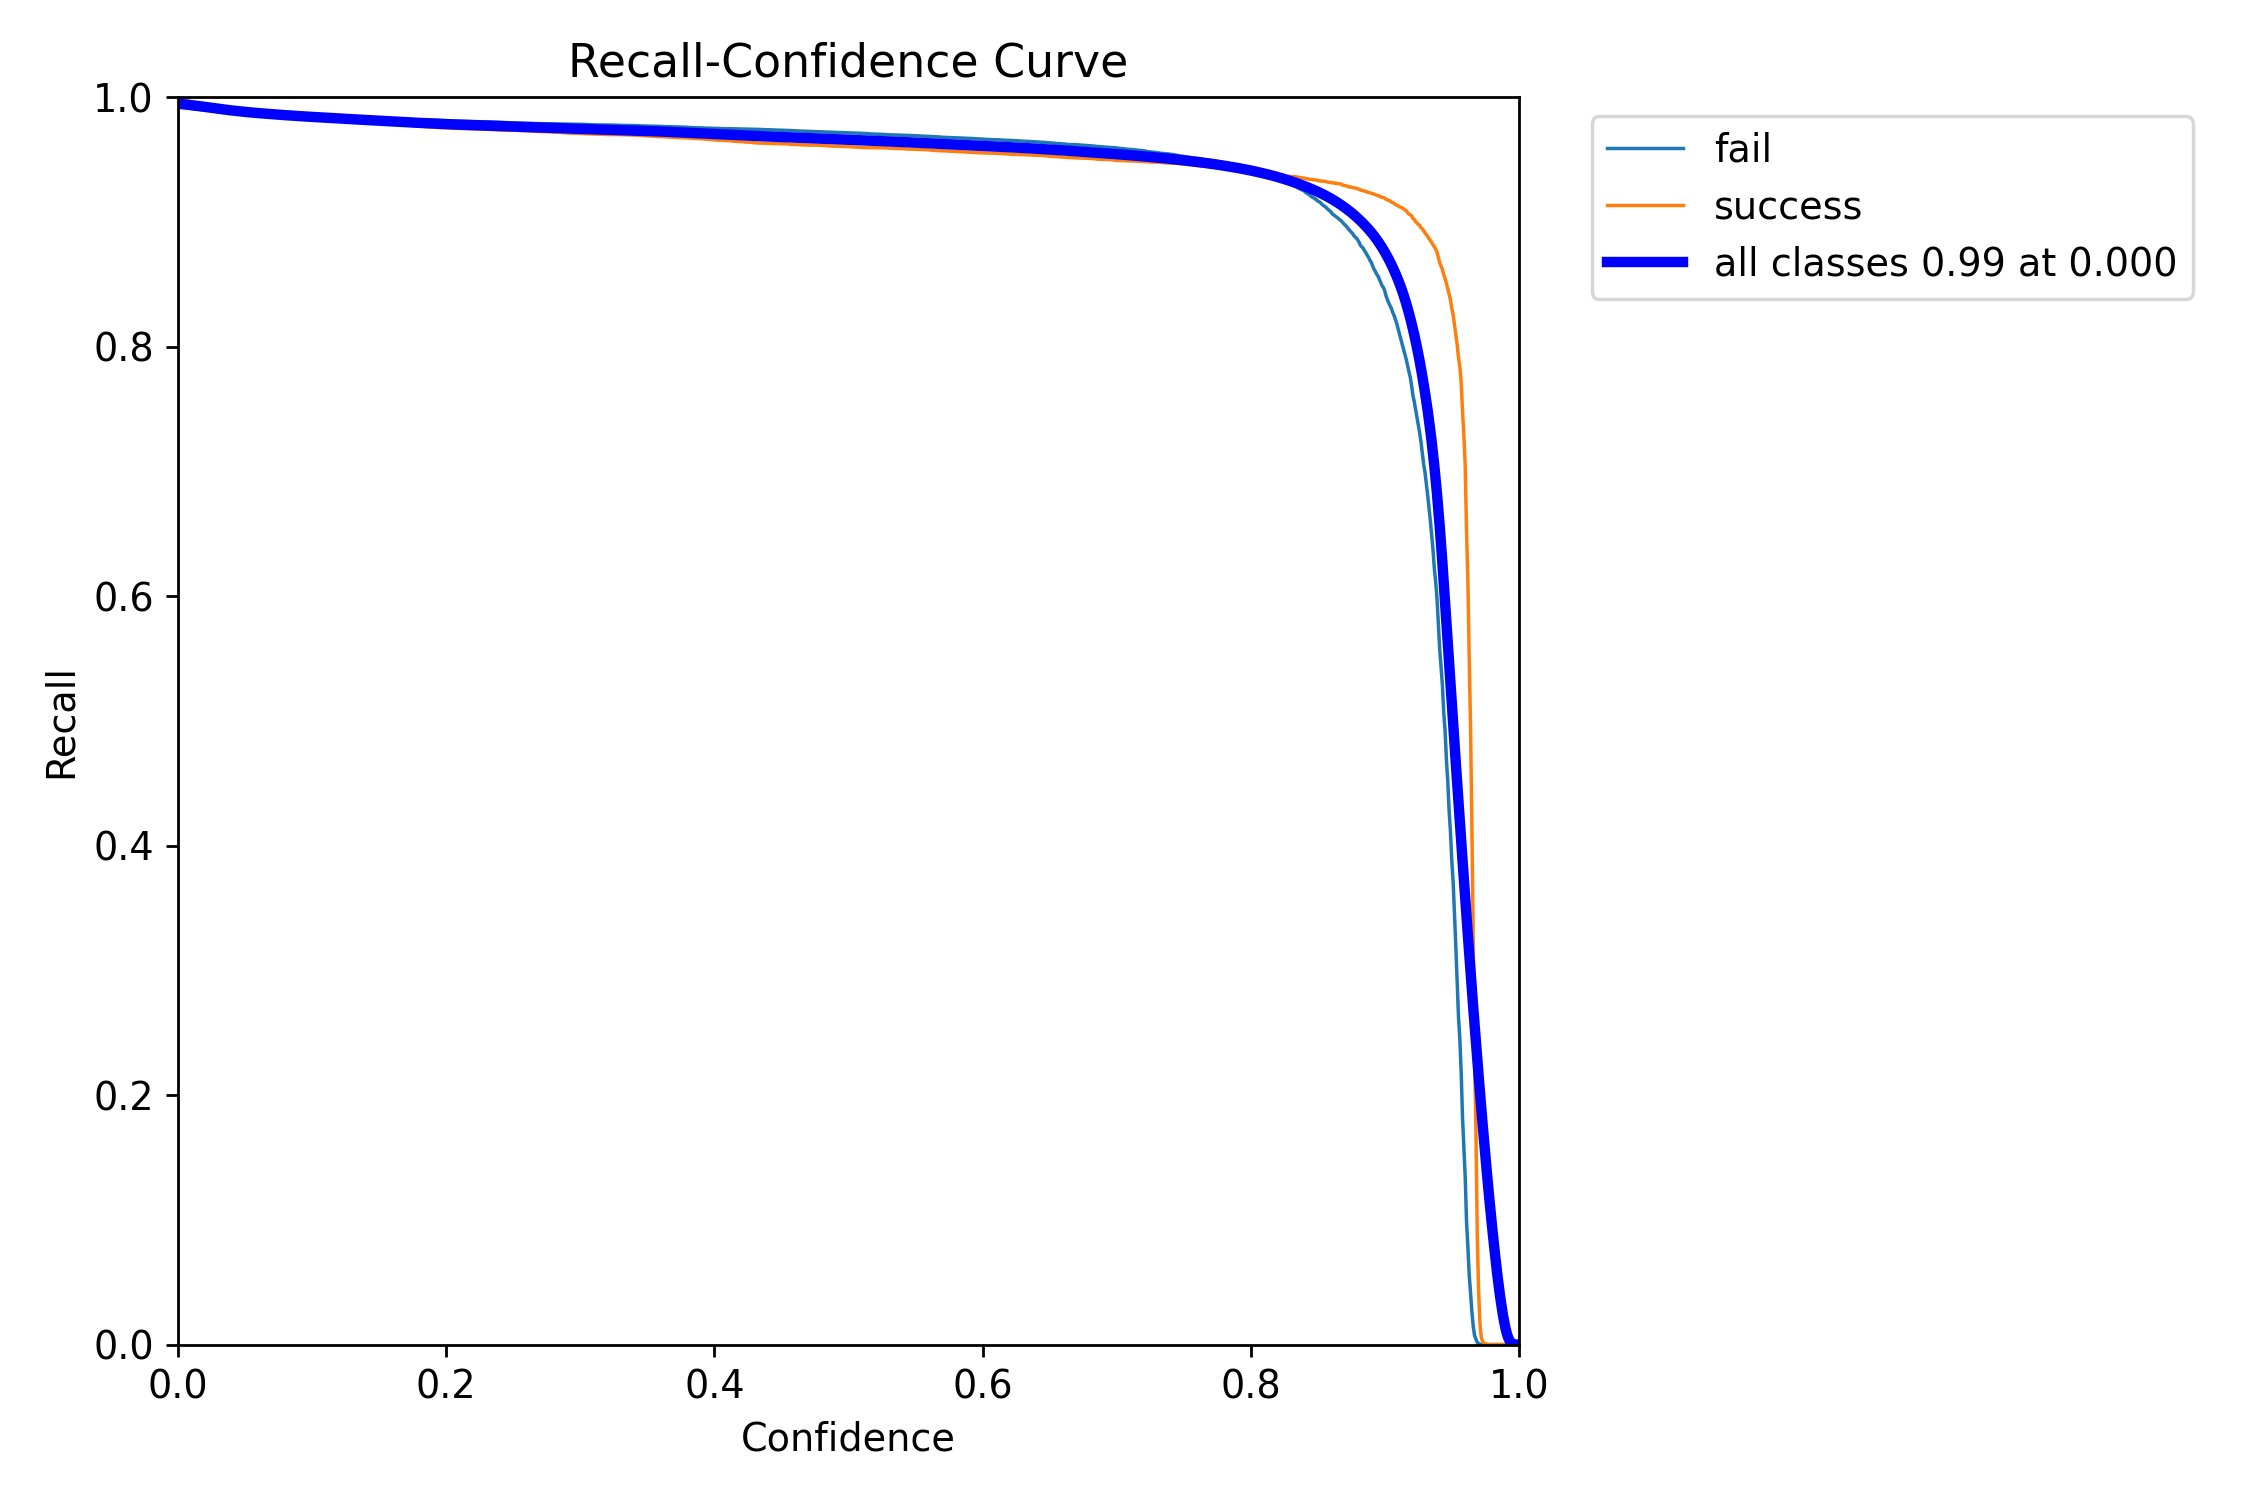 Recall-Confidence Curve
1.0
0.8
0.6
0.4
0.2
0.0
Recall
0.0 0.2 0.4 0.6 0.8 1.0
Confidence
fail
success
all classes 0.99 at 0.000